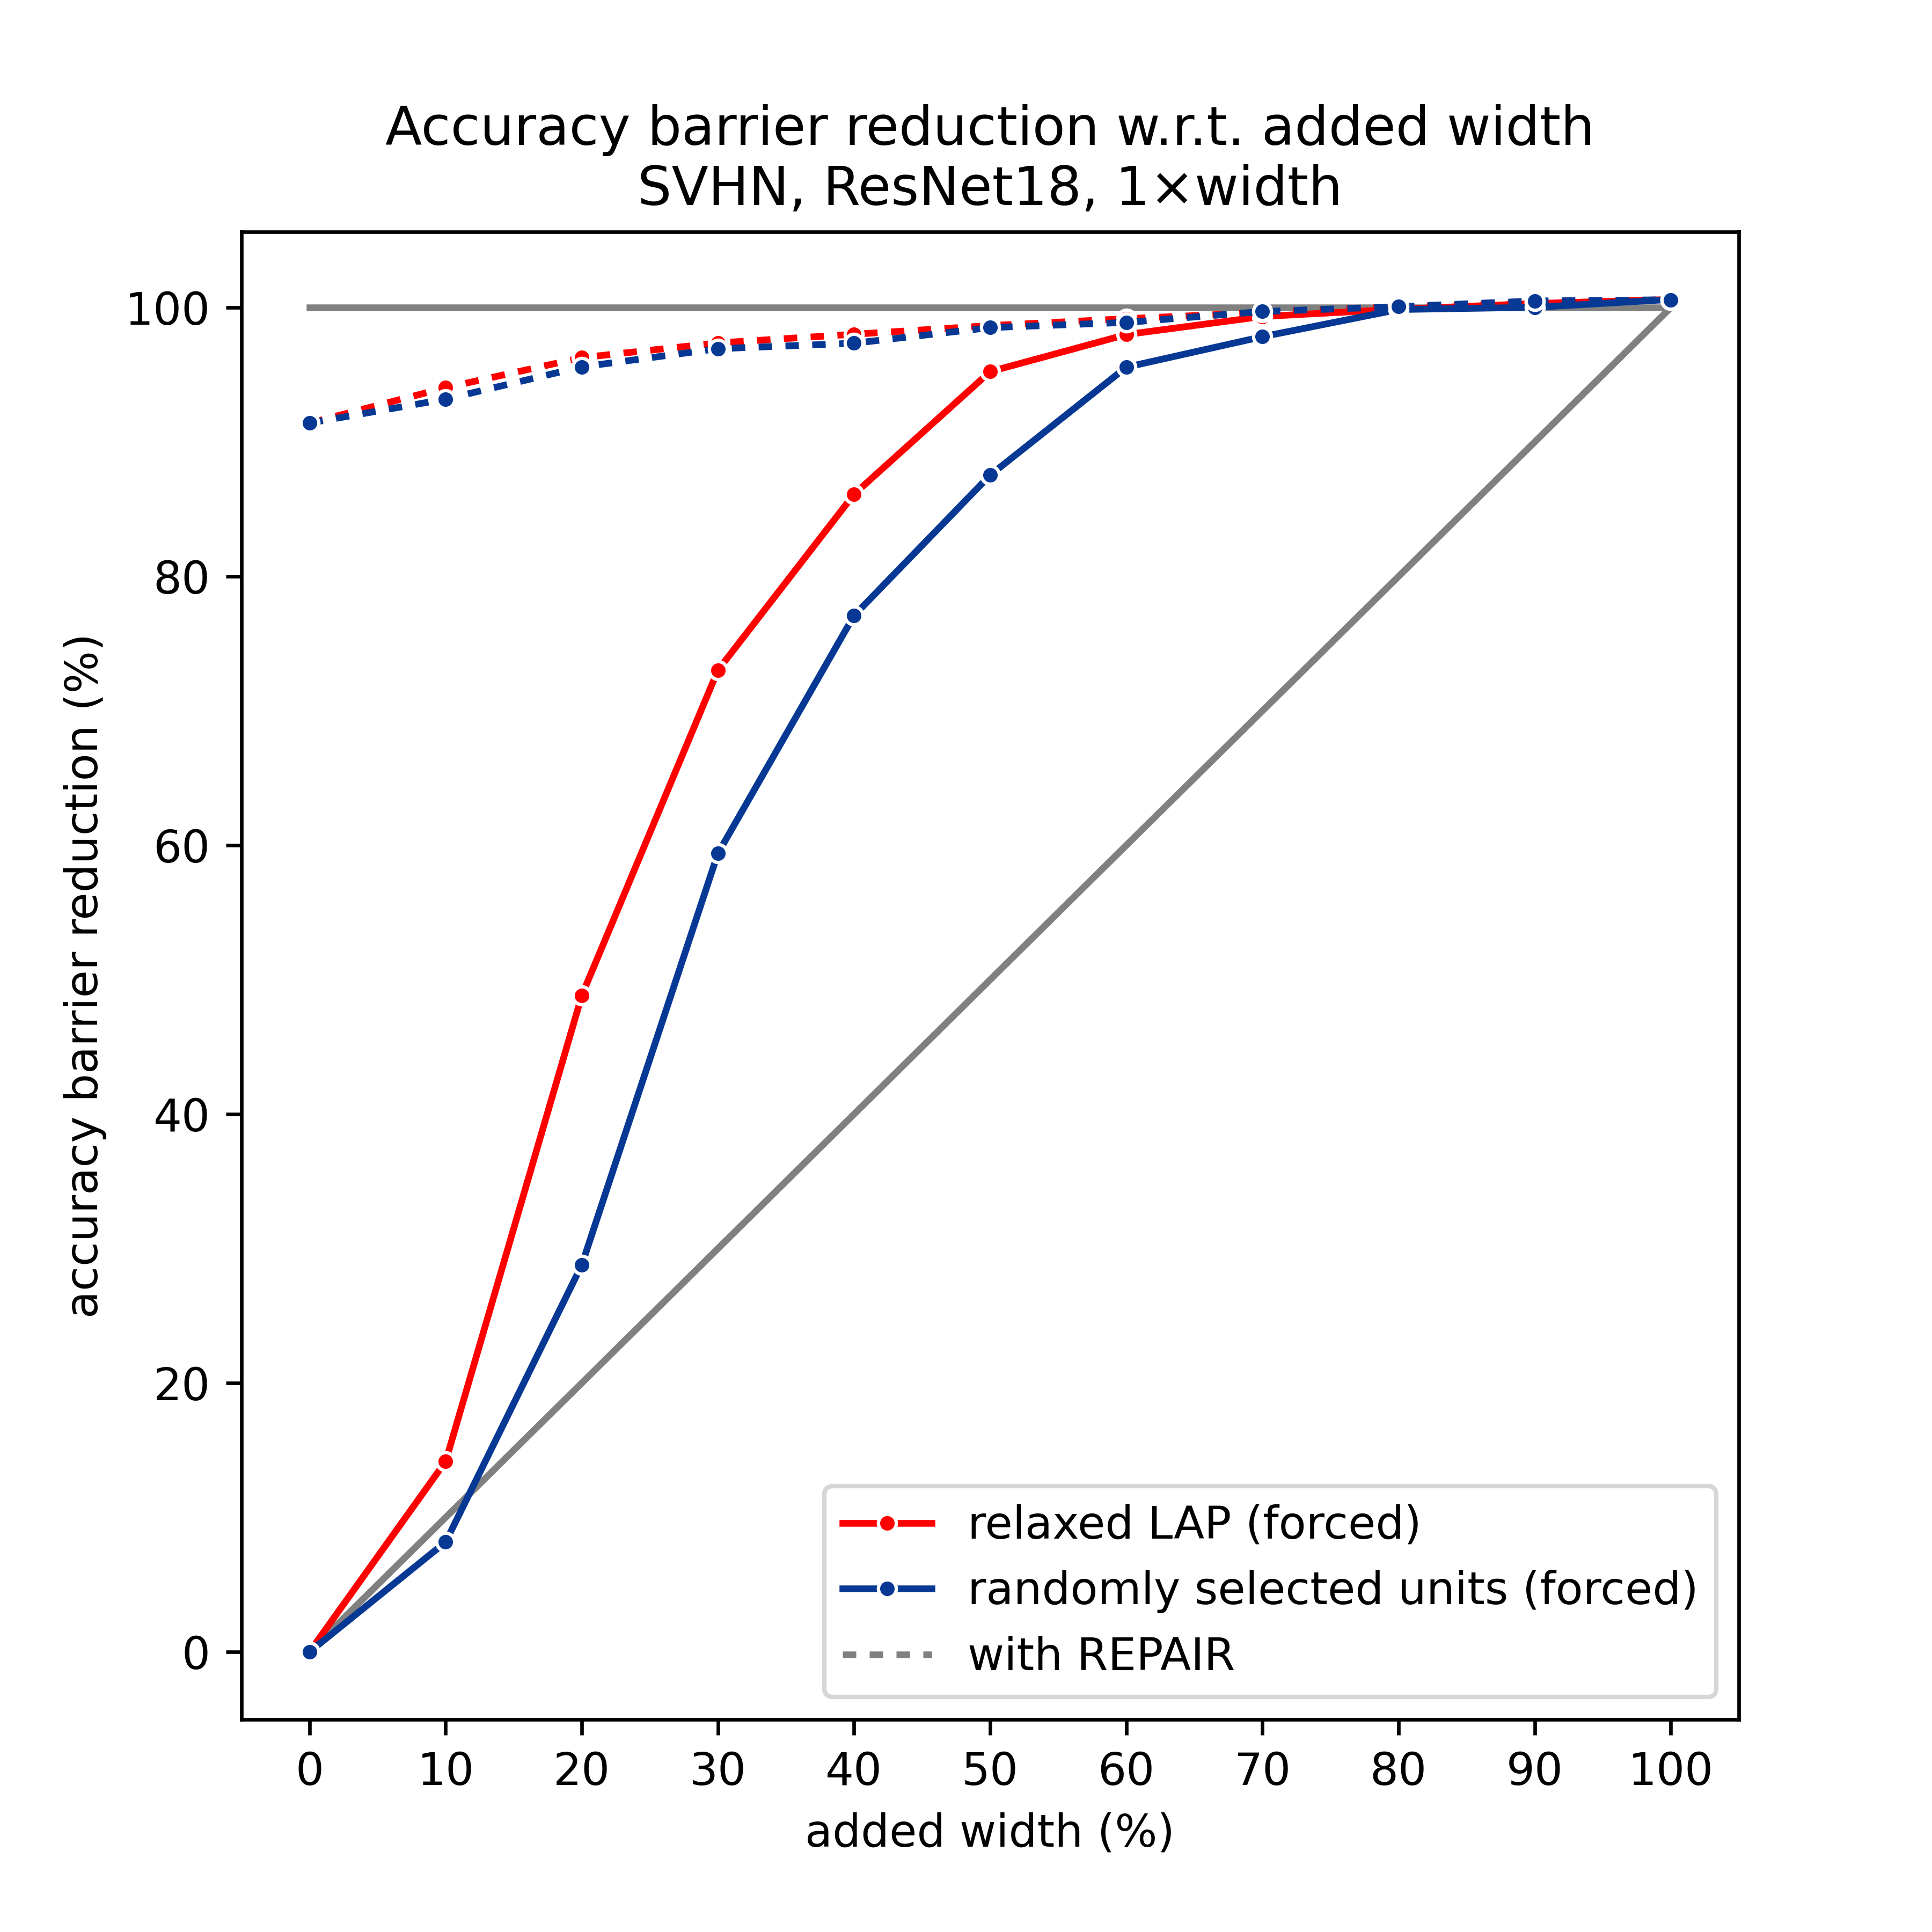 Accuracy barrier reduction w.r.t. added width
SVHN, ResNet18, 1×width
accuracy barrier reduction (%)
100
80
60
40
20
0
relaxed LAP (forced)
randomly selected units (forced)
with REPAIR
0 10 20 30 40 50 60 70 80 90 100
added width (%)